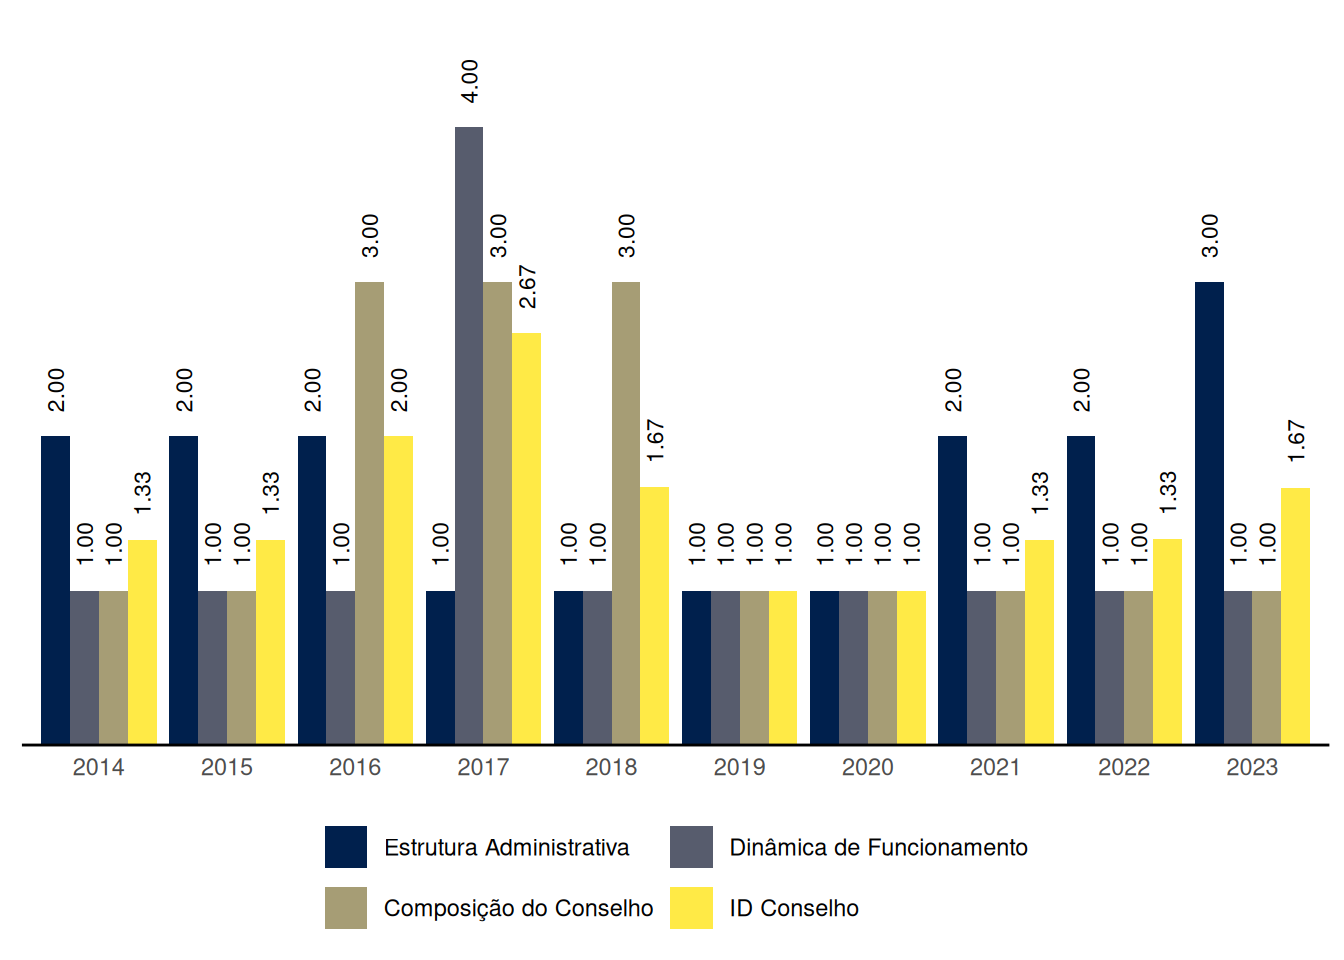 4.00
3.00 3.00 3.00 3.00
2.67
2.00 2.00 2.00 2.00 2.00 2.00
1.67 1.67
1.33 1.33 1.33 1.33
1.00 1.00 1.00 1.00 1.00 1.00 1.00 1.00 1.00 1.00 1.00 1.00 1.00 1.00 1.00 1.00 1.00 1.00 1.00 1.00 1.00 1.00
2014 2015 2016 2017 2018 2019 2020 2021 2022 2023
Estrutura Administrativa Dinâmica de Funcionamento
Composição do Conselho ID Conselho